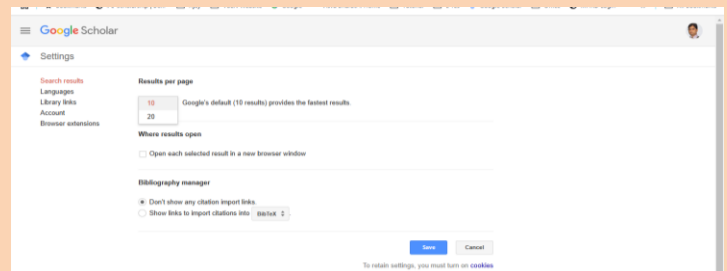 Google Scholar
Settings
Search results
Languages
Library links
Account
Browser extensions
Results per page
10
Google's default (10 results) provides the fastest results.
20
Where results open
Open each selected result in a new browser window
Bibliography manager
Don't show any citation import links.
Show links to import citations into BibTeX .
Save
Cancel
To retain settings, you must turn on cookies